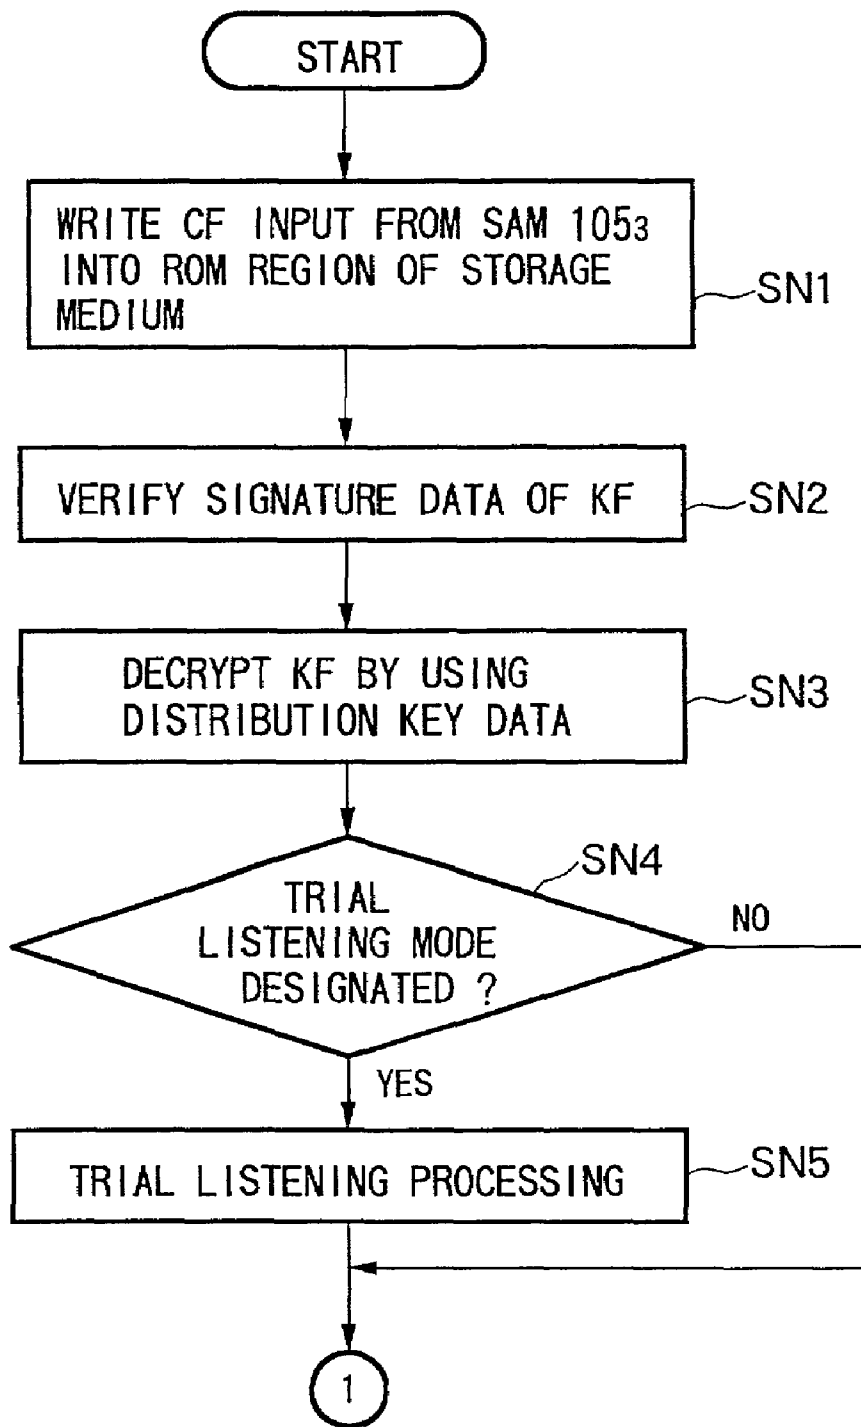 START
WRITE CF INPUT FROM SAM 105₃
INTO ROM REGION OF STORAGE
MEDIUM
SN1
VERIFY SIGNATURE DATA OF KF
SN2
DECRYPT KF BY USING
DISTRIBUTION KEY DATA
SN3
SN4
TRIAL
LISTENING MODE
DESIGNATED ?
NO
YES
TRIAL LISTENING PROCESSING
SN5
1